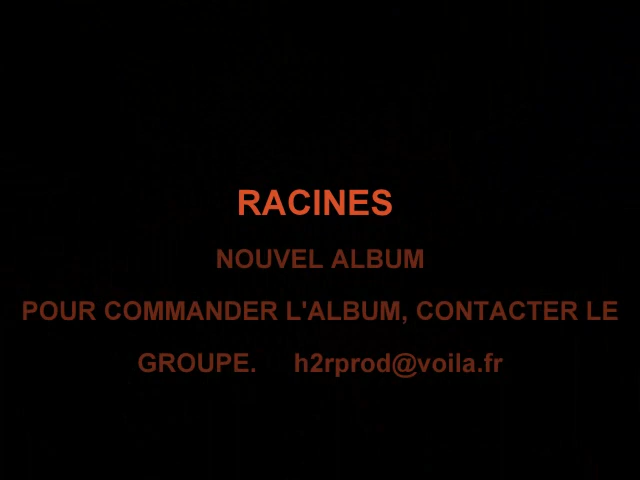 RACINES
NOUVEL ALBUM
POUR COMMANDER L'ALBUM, CONTACTER LE
GROUPE. h2rprod@voila.fr